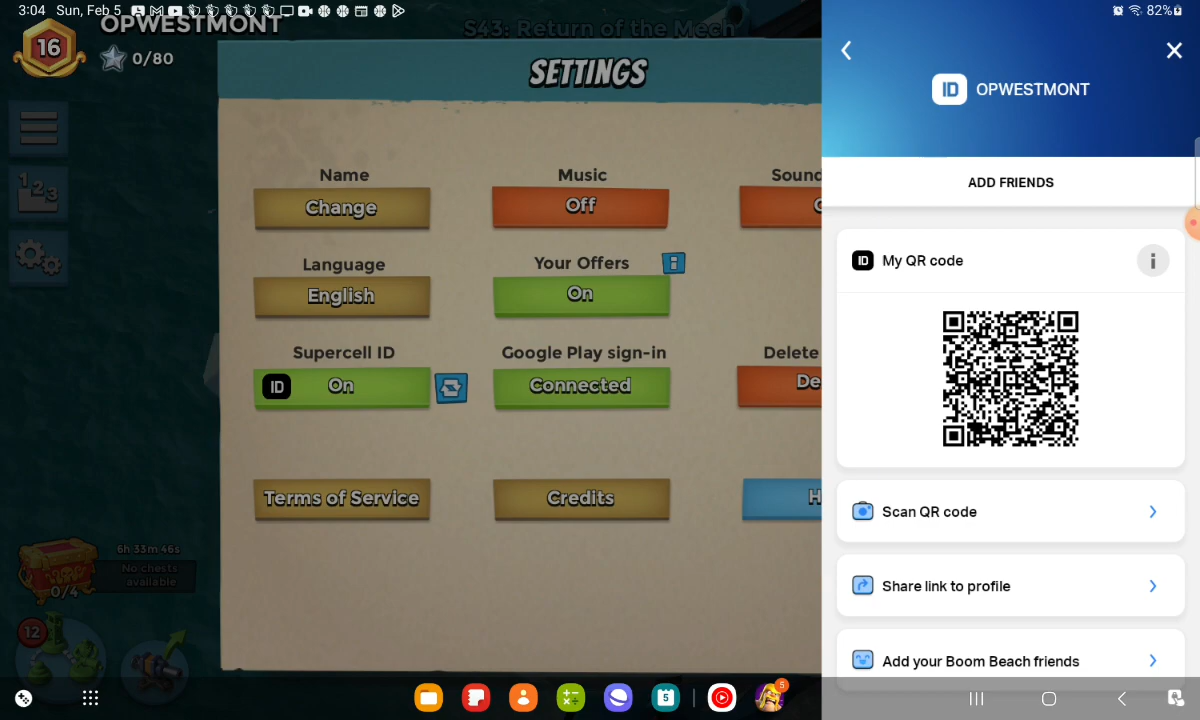 3:04 Sun, Feb 5
82%
OPWESTMONT
16
0/80
S43: Return of the Mech
SETTINGS
Name
Music
Sound
Change
Off
Language
Your Offers
English
On
Supercell ID
Google Play sign-in
Delete
ID On
Connected
De
Terms of Service
Credits
H
6h 33m 46s
No chests
available
0/4
12
ID OPWESTMONT
ADD FRIENDS
ID My QR code
i
Scan QR code
Share link to profile
Add your Boom Beach friends
5
5